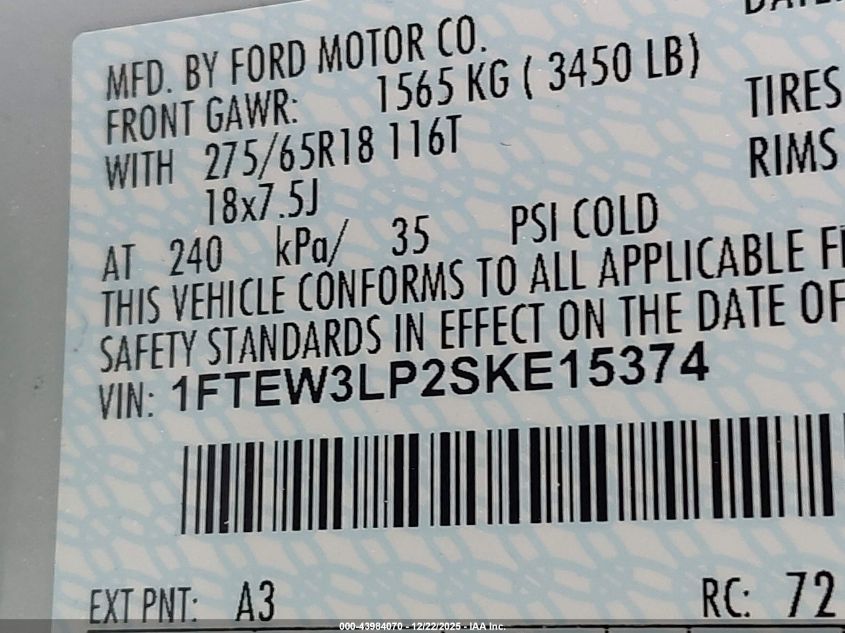 MFD. BY FORD MOTOR CO.
FRONT GAWR: 1565 KG ( 3450 LB)
WITH 275/65R18 116T TIRES
18x7.5J RIMS
AT 240 kPa/ 35 PSI COLD
THIS VEHICLE CONFORMS TO ALL APPLICABLE
SAFETY STANDARDS IN EFFECT ON THE DATE OF
VIN: 1FTEW3LP2SKE15374
EXT PNT: A3 RC: 72
000-43984070 - 12/22/2025 - IAA Inc.